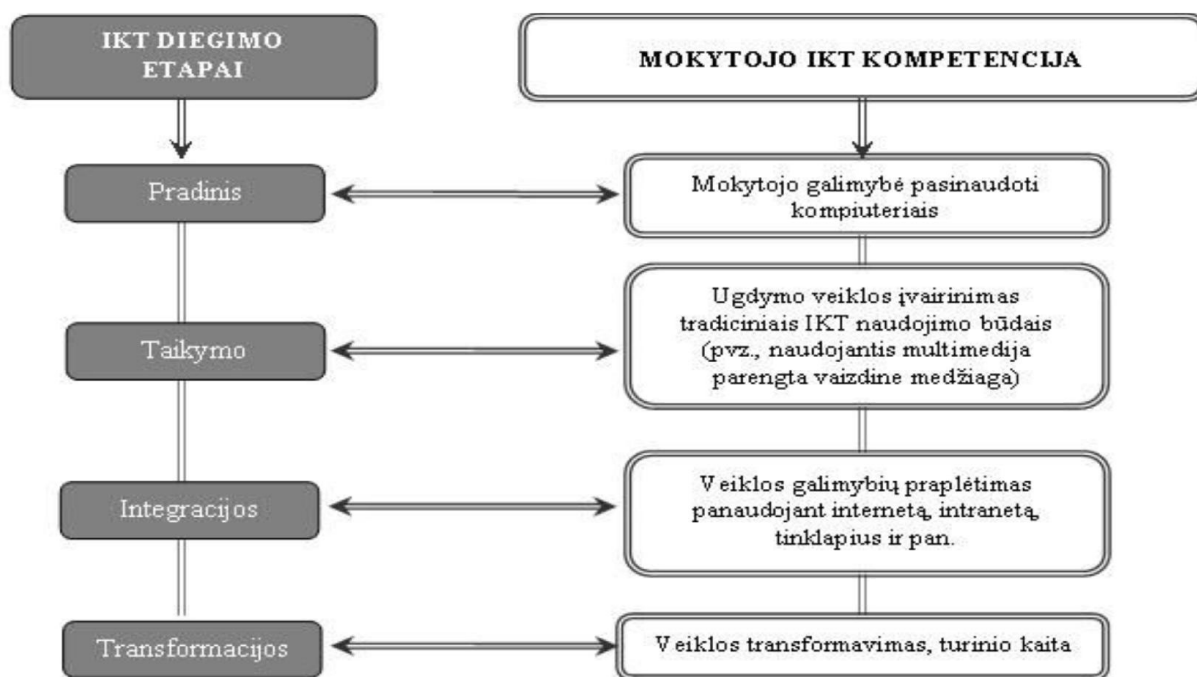 IKT DIEGIMO
ETAPAI
MOKYTOJO IKT KOMPETENCIJA
Pradinis
Mokytojo galimybė pasinaudoti
kompiuteriais
Taikymo
Ugdymo veiklos įvairinimas
tradiciniais IKT naudojimo būdais
(pvz., naudojantis multimedija
parengta vaizdine medžiaga)
Integracijos
Veiklos galimybių praplėtimas
panaudojant internetą, intranetą,
tinklapius ir pan.
Transformacijos
Veiklos transformavimas, turinio kaita